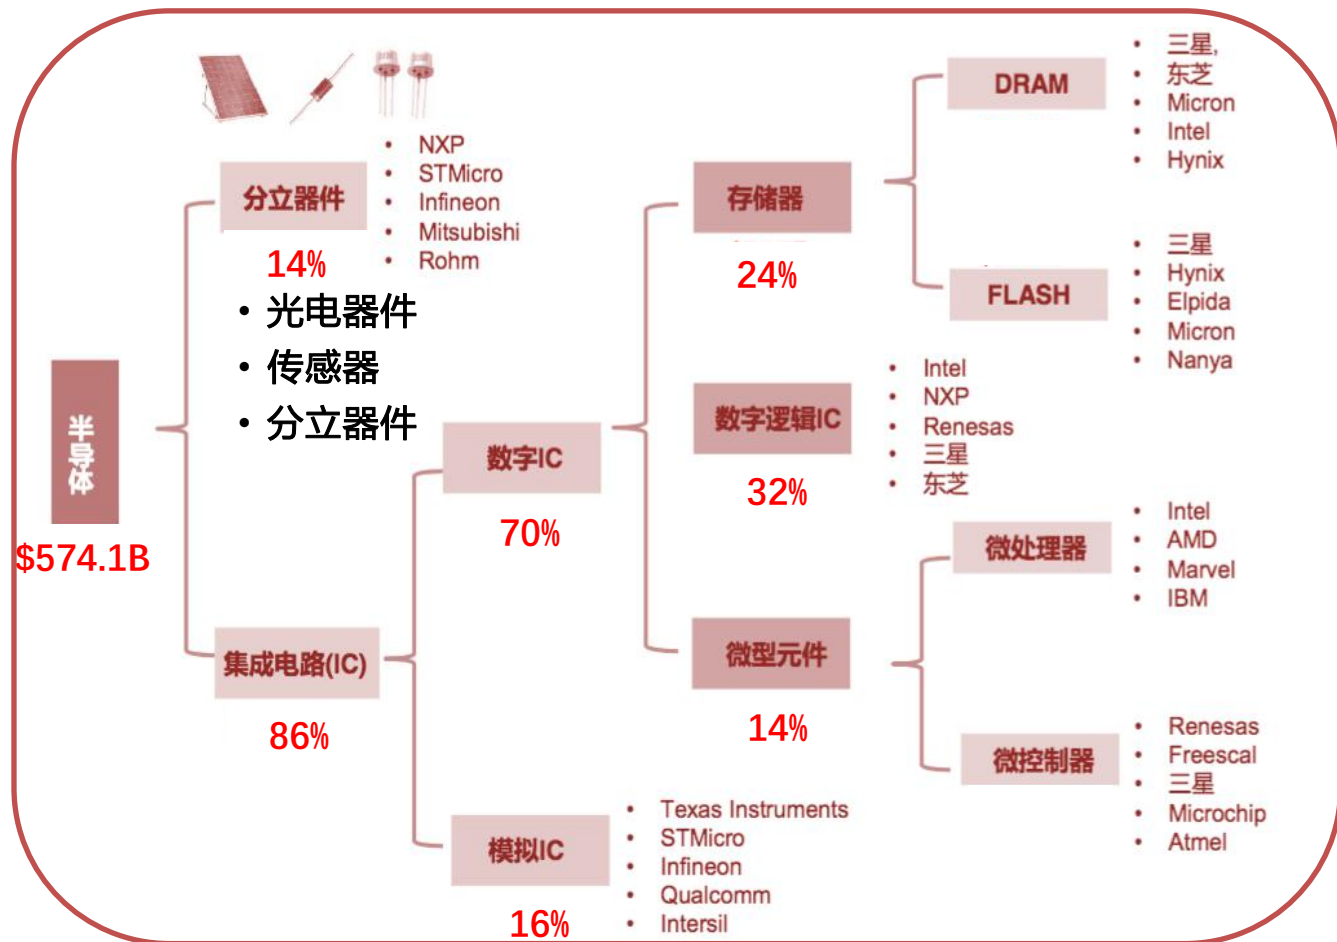 半导体
$574.1B
分立器件
14%
• NXP
• STMicro
• Infineon
• Mitsubishi
• Rohm
• 光电器件
• 传感器
• 分立器件
集成电路(IC)
86%
数字IC
70%
模拟IC
16%
• Texas Instruments
• STMicro
• Infineon
• Qualcomm
• Intersil
存储器
24%
DRAM
• 三星,
• 东芝
• Micron
• Intel
• Hynix
FLASH
• 三星
• Hynix
• Elpida
• Micron
• Nanya
数字逻辑IC
32%
• Intel
• NXP
• Renesas
• 三星
• 东芝
微型元件
14%
微处理器
• Intel
• AMD
• Marvel
• IBM
微控制器
• Renesas
• Freescal
• 三星
• Microchip
• Atmel